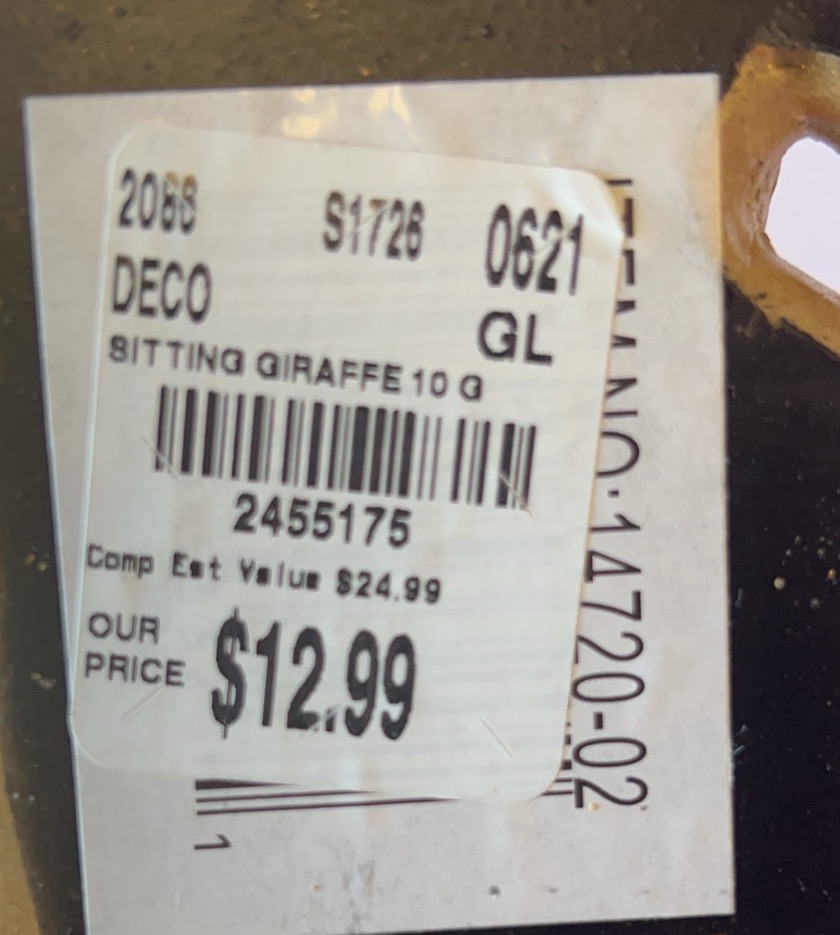 2088 S1726 0621
DECO GL
SITTING GIRAFFE 10 G
2455175
Comp Est Value $24.99
OUR PRICE $12.99
ITEM NO:14720-02
1